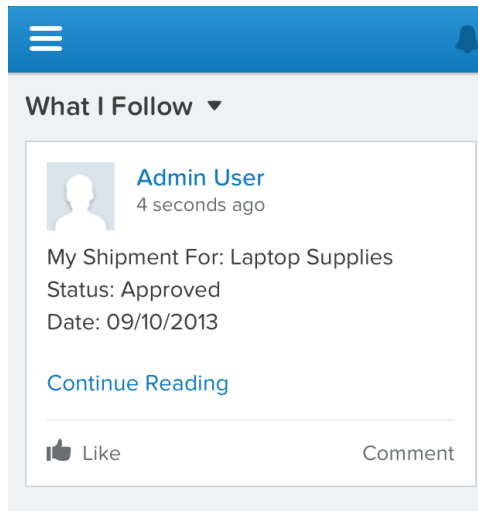 What I Follow
Admin User
4 seconds ago
My Shipment For: Laptop Supplies
Status: Approved
Date: 09/10/2013
Continue Reading
Like
Comment